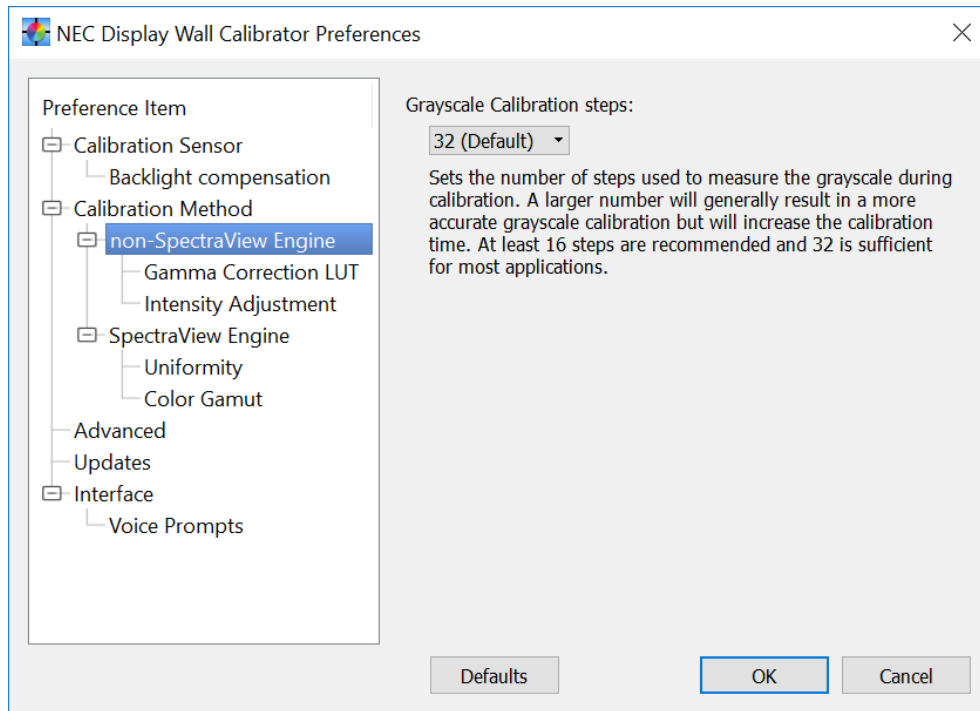 NEC Display Wall Calibrator Preferences
Preference Item
Calibration Sensor
Backlight compensation
Calibration Method
non-SpectraView Engine
Gamma Correction LUT
Intensity Adjustment
SpectraView Engine
Uniformity
Color Gamut
Advanced
Updates
Interface
Voice Prompts
Grayscale Calibration steps:
32 (Default)
Sets the number of steps used to measure the grayscale during
calibration. A larger number will generally result in a more
accurate grayscale calibration but will increase the calibration
time. At least 16 steps are recommended and 32 is sufficient
for most applications.
Defaults
OK
Cancel